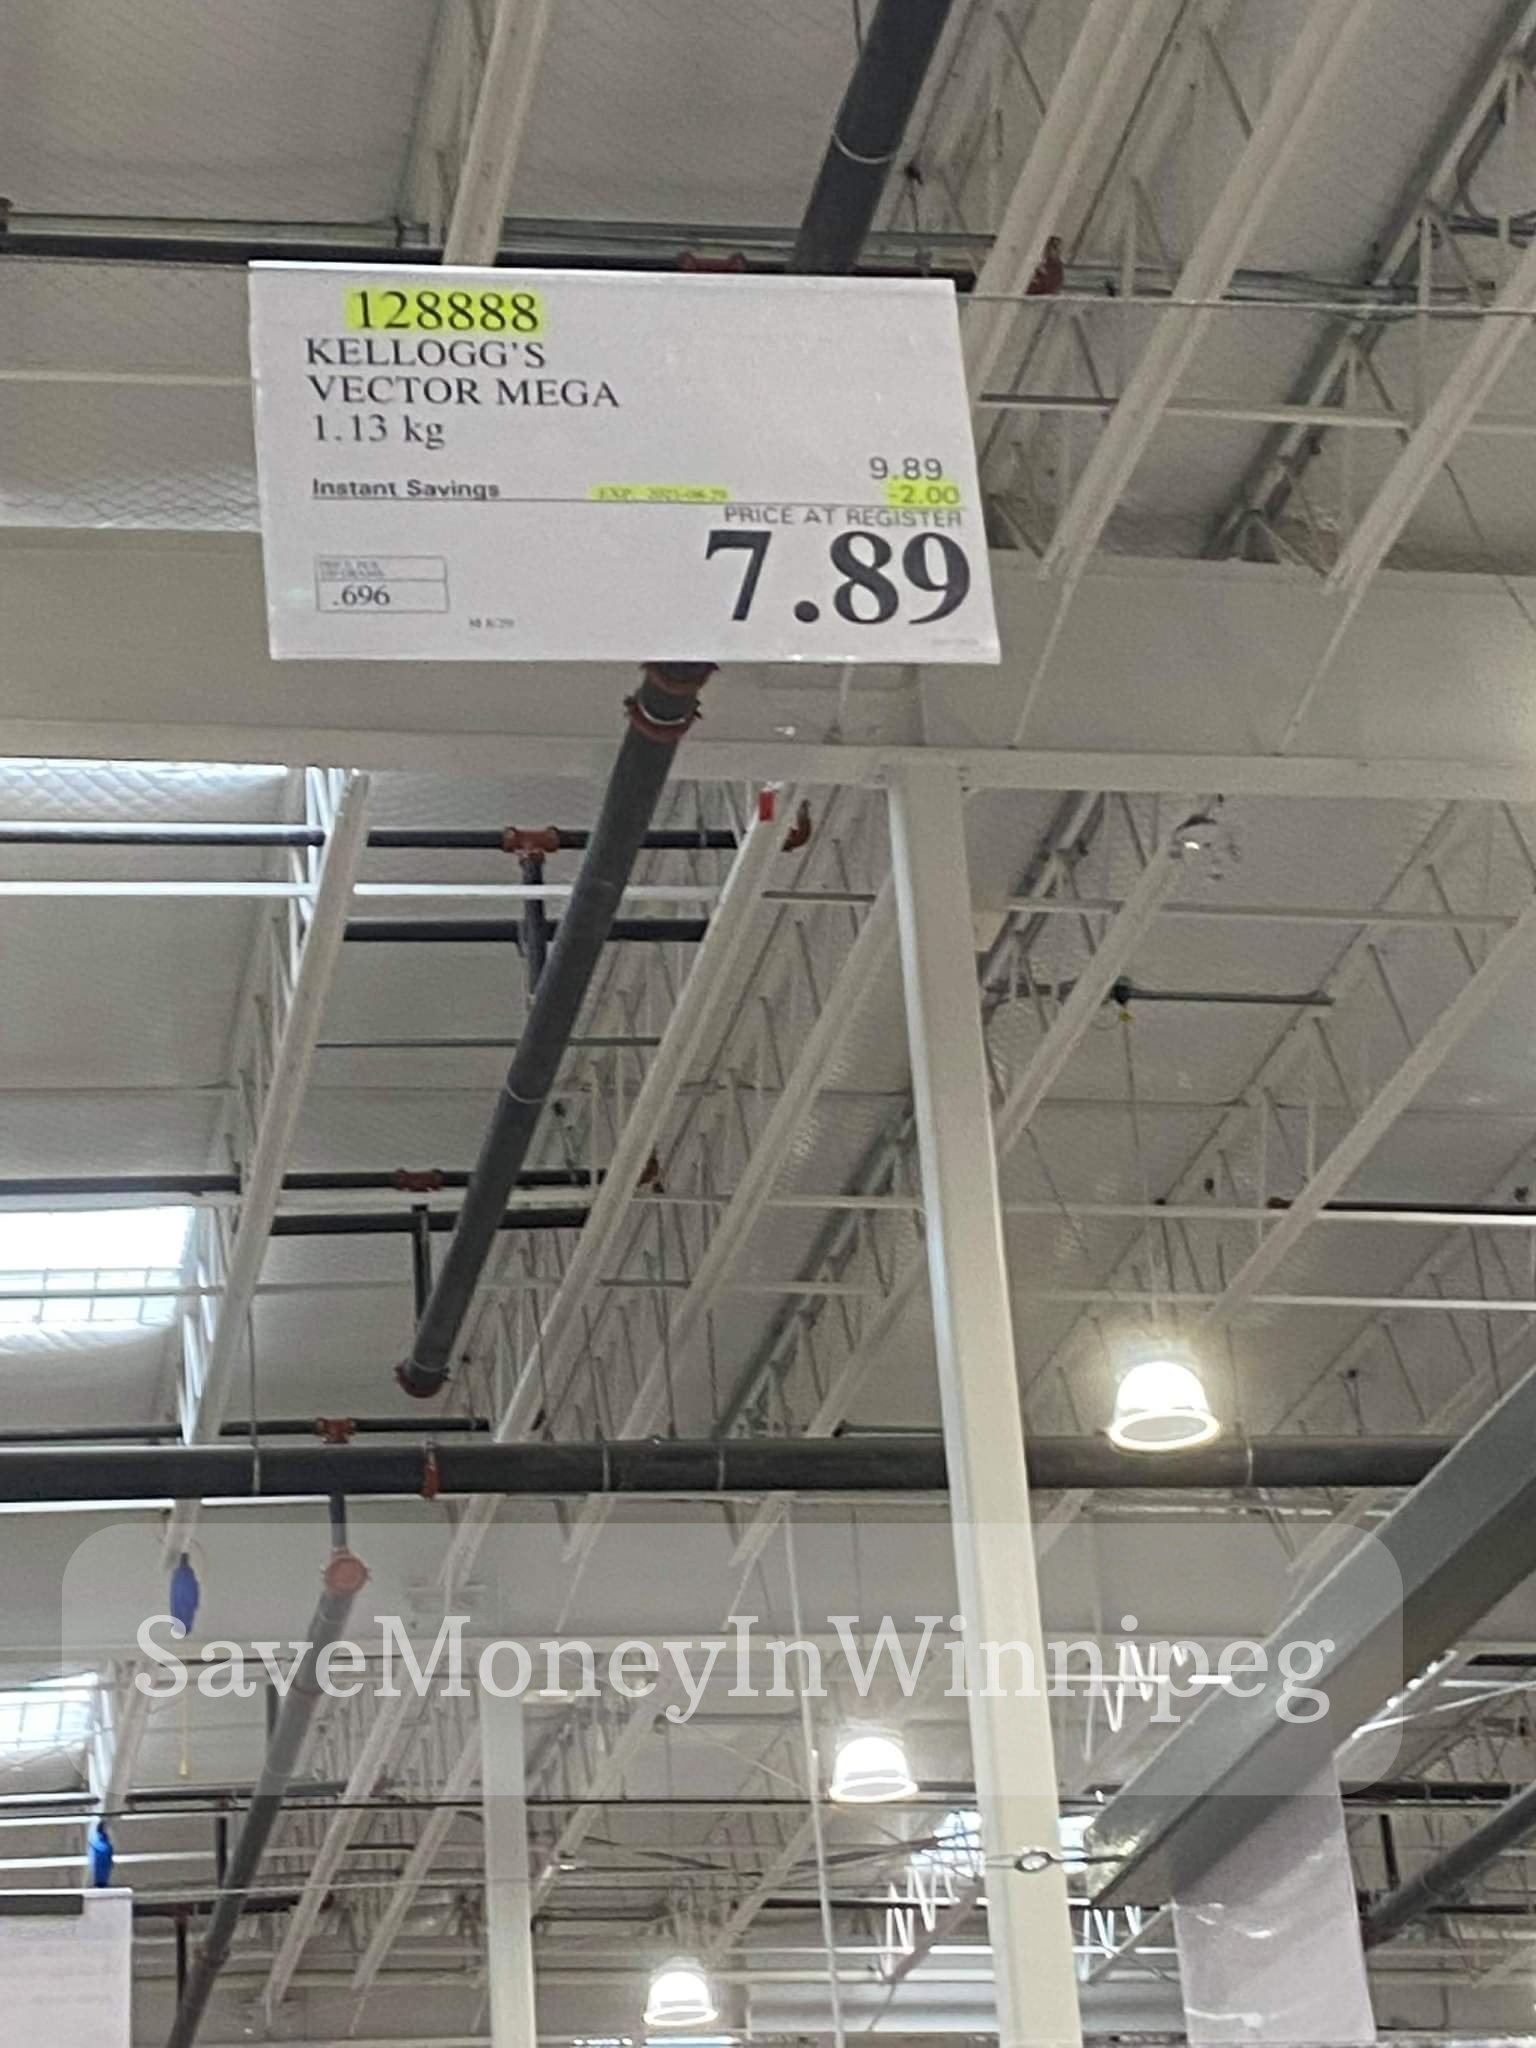 128888
KELLOGG'S
VECTOR MEGA
1.13 kg
9.89
Instant Savings EXP.
-2.00
PRICE AT REGISTER
7.89
.696
SaveMoneyInWinnipeg